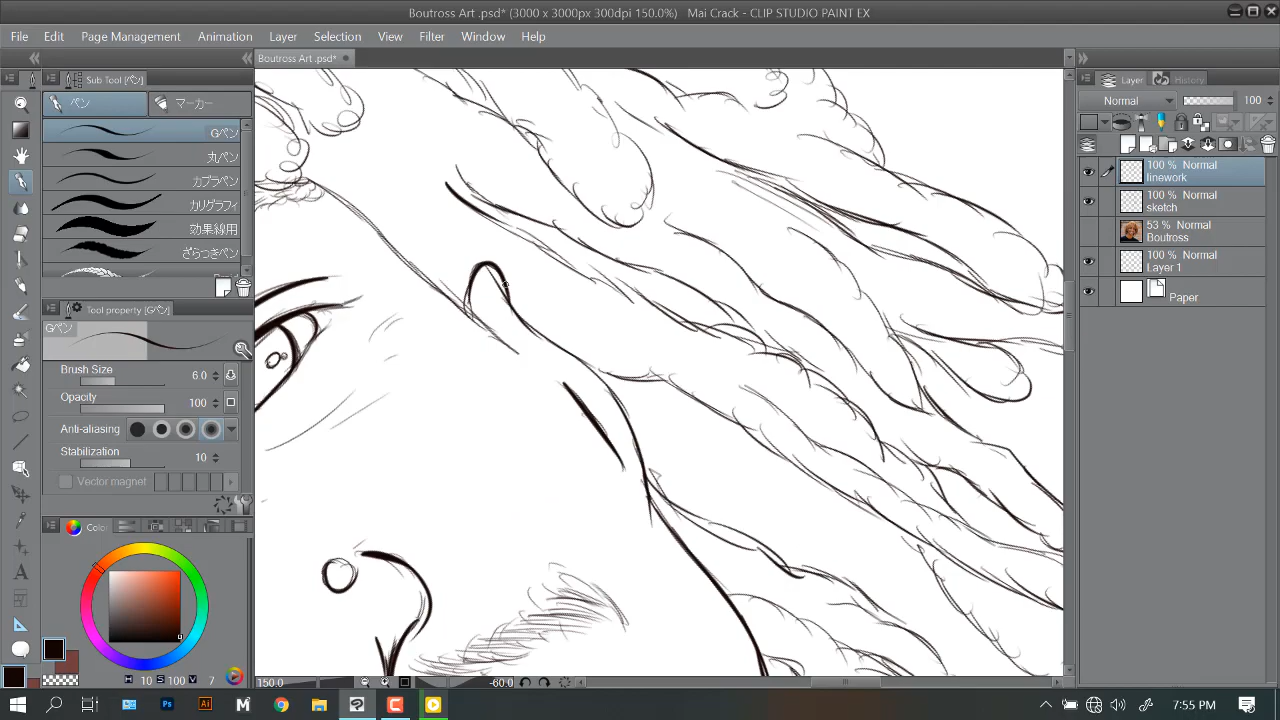 Boutross Art .psd* (3000 x 3000px 300dpi 150.0%)  Mai Crack - CLIP STUDIO PAINT EX
File Edit Page Management Animation Layer Selection View Filter Window Help
Boutross Art .psd*
Sub Tool [ペン]
Layer History
ペン マーカー
Normal 100
Gペン
丸ペン
カブラペン
カリグラフィ
効果線用
ざらつきペン
100 % Normal
linework
100 % Normal
sketch
53 % Normal
Boutross
100 % Normal
Layer 1
Paper
Tool property [Gペン]
Gペン
Brush Size 6.0
Opacity 100
Anti-aliasing
Stabilization 10
Vector magnet
Color
H 10 S 100 V 7
150.0 -60.0
7:55 PM